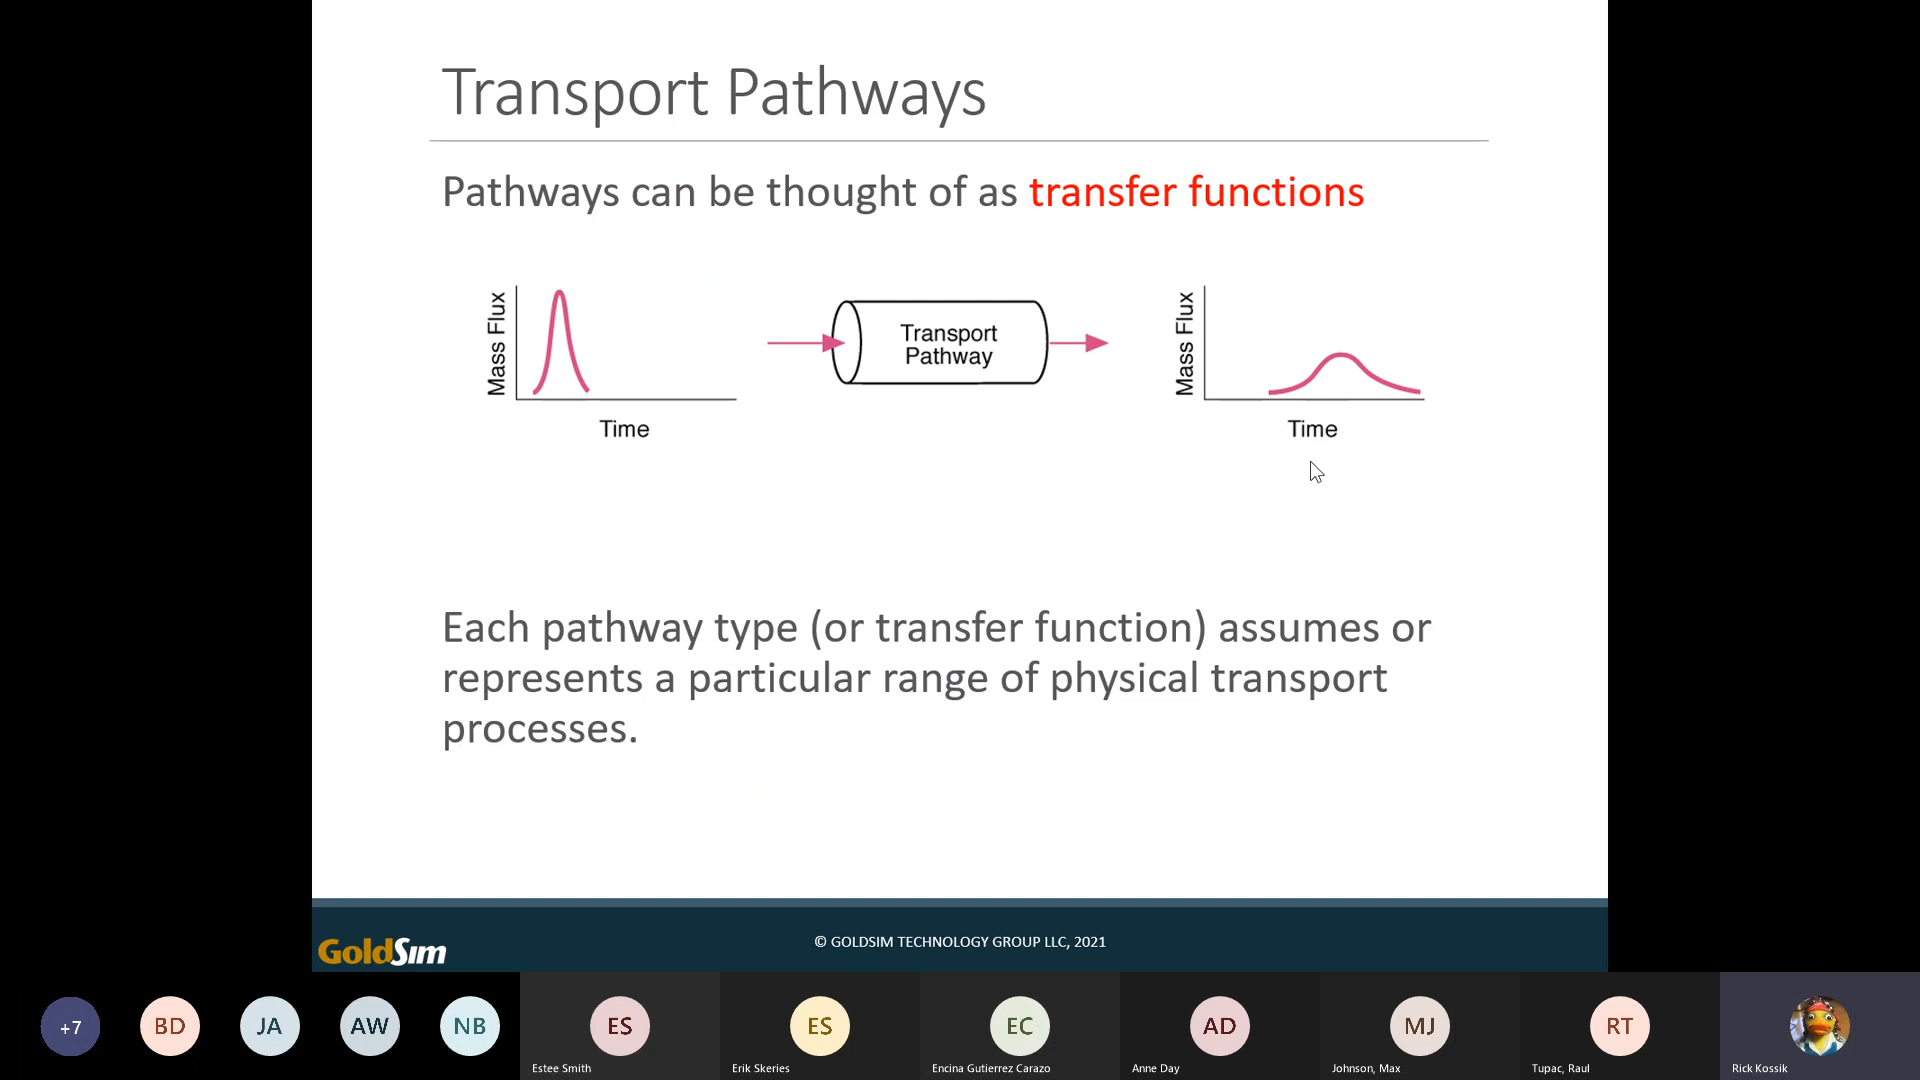 Transport Pathways
Pathways can be thought of as transfer functions
Mass Flux
Time
Transport
Pathway
Mass Flux
Time
Each pathway type (or transfer function) assumes or
represents a particular range of physical transport
processes.
GoldSim
© GOLDSIM TECHNOLOGY GROUP LLC, 2021
+7
BD
JA
AW
NB
ES
Estee Smith
ES
Erik Skeries
EC
Encina Gutierrez Carazo
AD
Anne Day
MJ
Johnson, Max
RT
Tupac, Raul
Rick Kossik